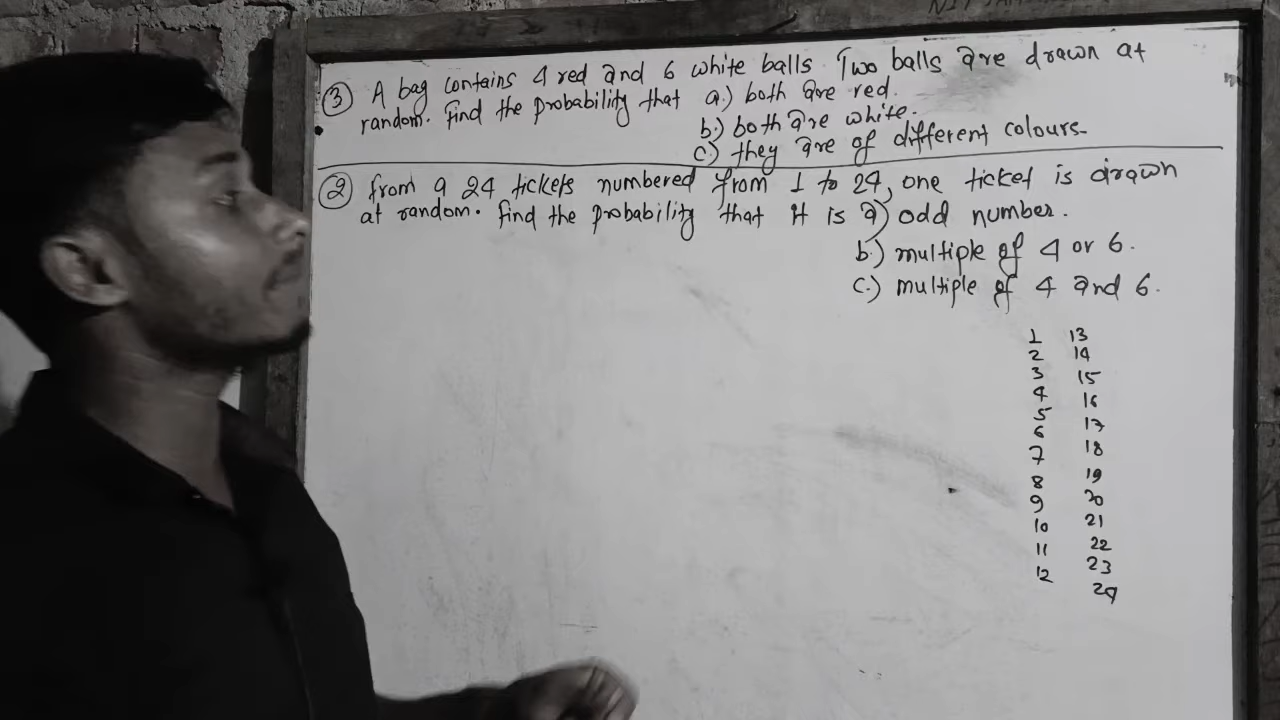 ③ A bag contains 4 red and 6 white balls. Two balls are drawn at
random. Find the probability that a.) both are red.
b.) both are white.
c.) they are of different colours.
② from a 24 tickets numbered from 1 to 24, one ticket is drawn
at random. find the probability that it is a) odd number.
b.) multiple of 4 or 6.
c.) multiple of 4 and 6.
1 13
2 14
3 15
4 16
5 17
6 18
7 19
8 20
9 21
10 22
11 23
12 24